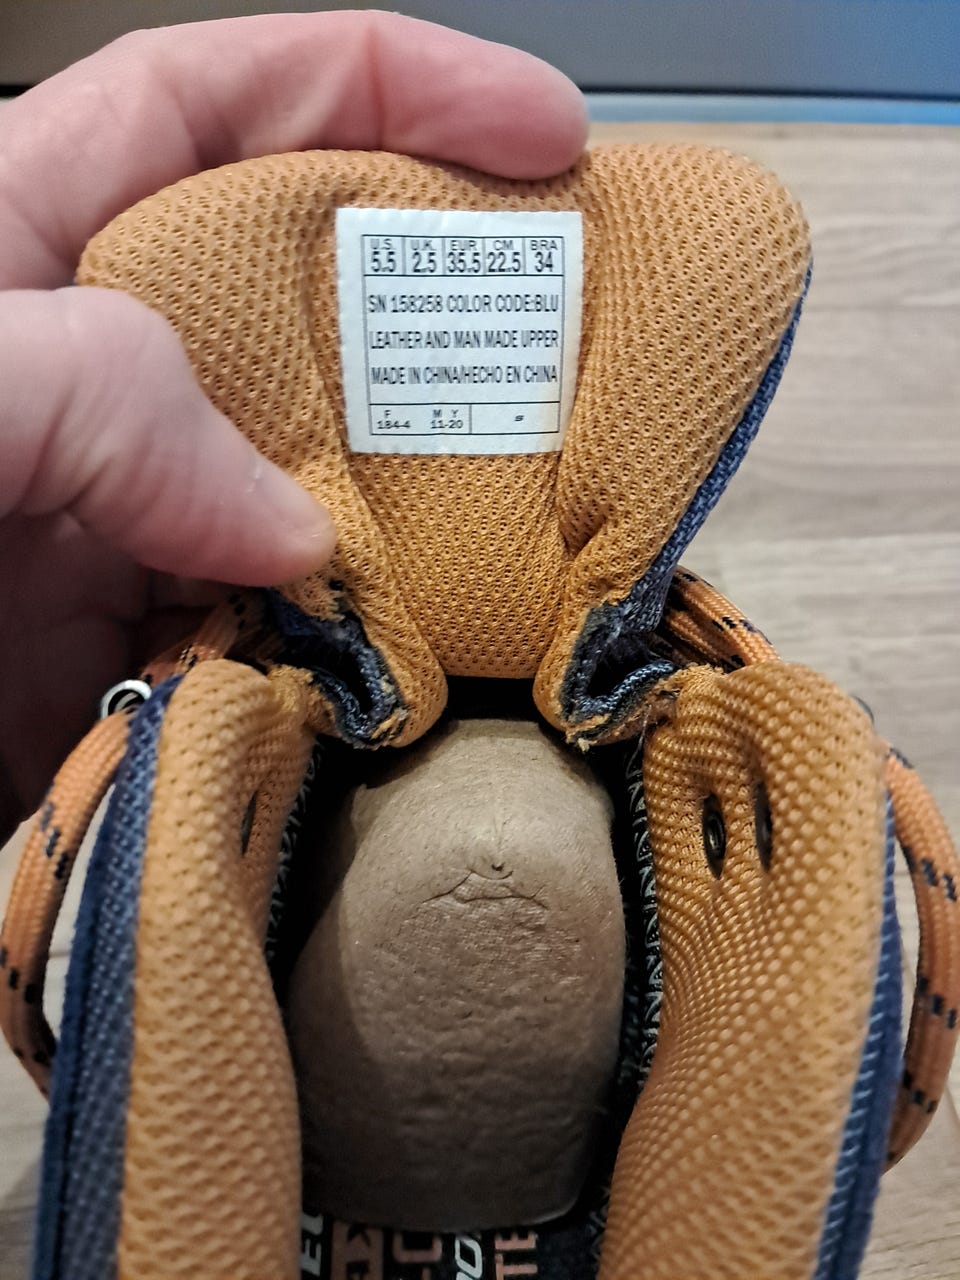 U.S. U.K. EUR CM BRA
5.5 2.5 35.5 22.5 34
SN 158258 COLOR CODE:BLU
LEATHER AND MAN MADE UPPER
MADE IN CHINA/HECHO EN CHINA
F M Y
184-4 11-20 S